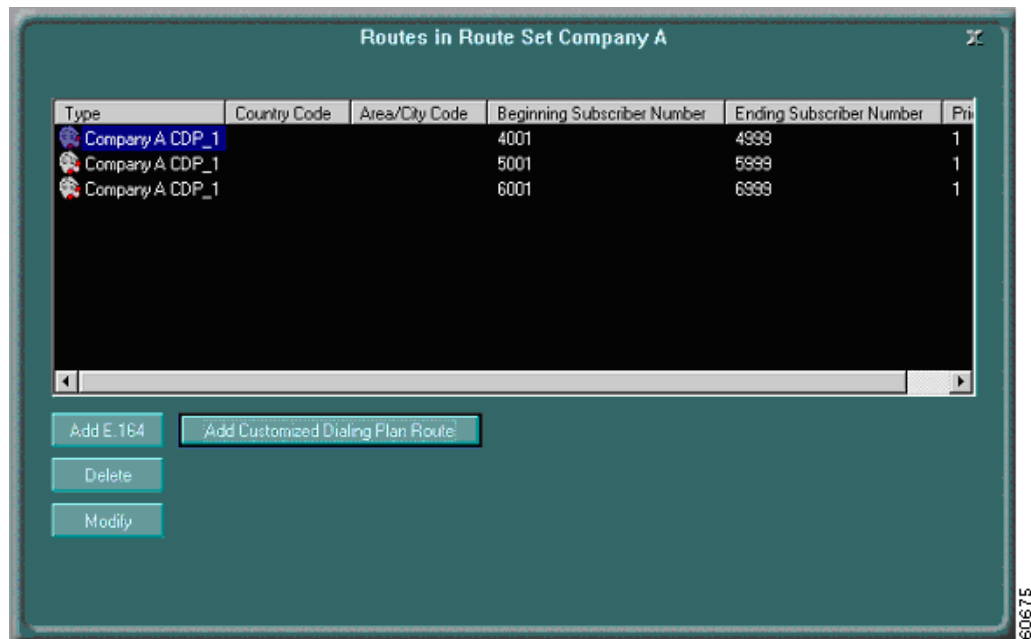 Routes in Route Set Company A
Type Country Code Area/City Code Beginning Subscriber Number Ending Subscriber Number Pri
Company A CDP_1 4001 4999 1
Company A CDP_1 5001 5999 1
Company A CDP_1 6001 6999 1
Add E.164 Add Customized Dialing Plan Route
Delete
Modify